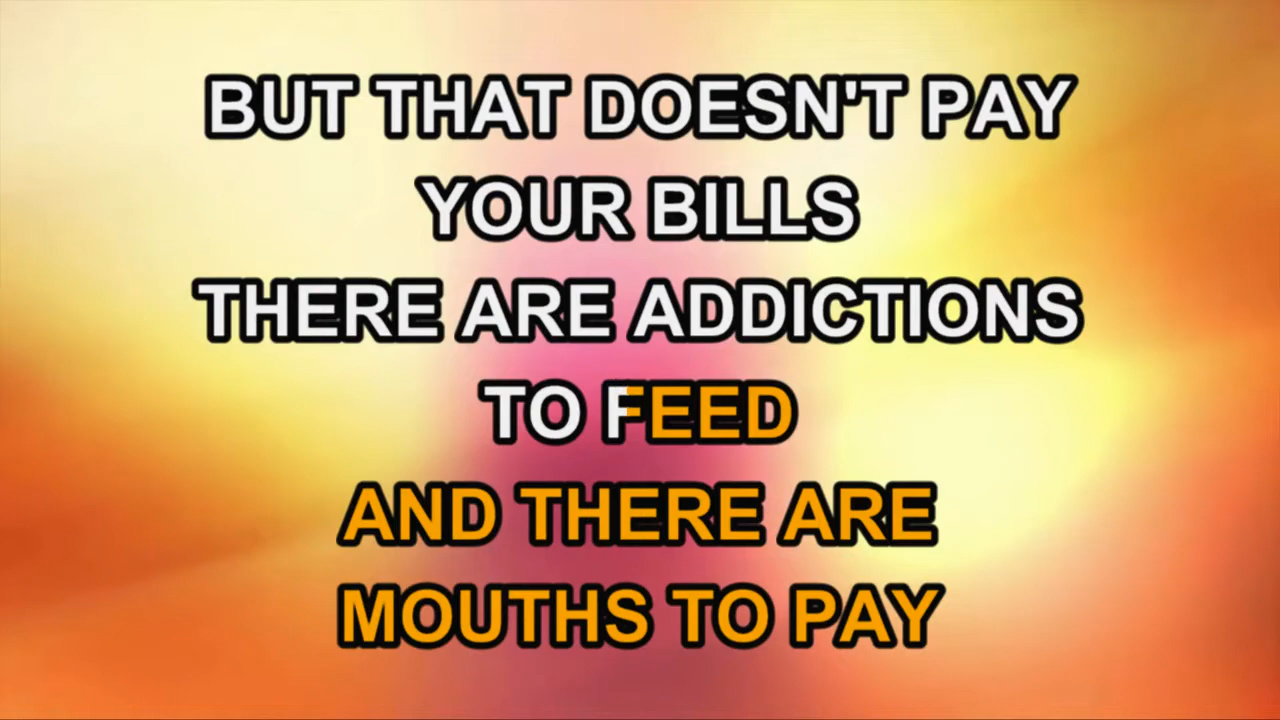 BUT THAT DOESN'T PAY
YOUR BILLS
THERE ARE ADDICTIONS
TO FEED
AND THERE ARE
MOUTHS TO PAY